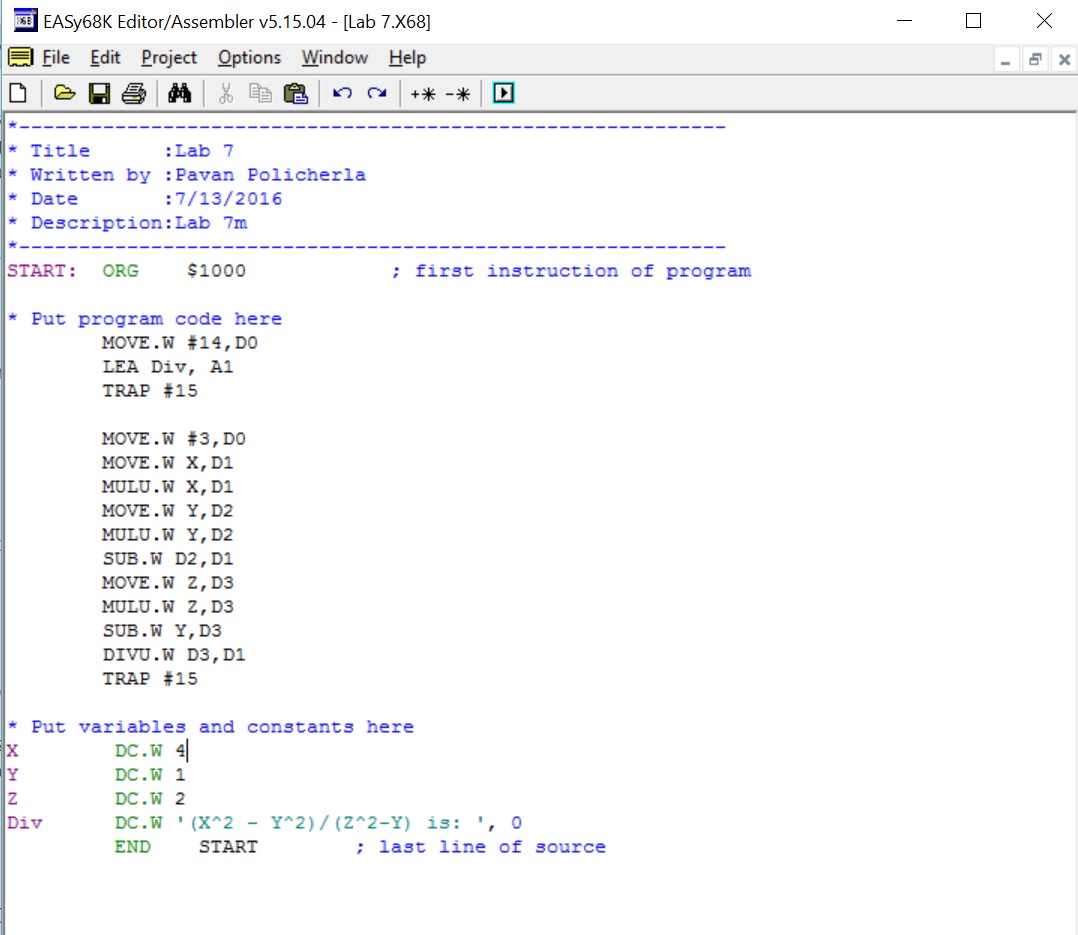 EASy68K Editor/Assembler v5.15.04 - [Lab 7.X68]
File Edit Project Options Window Help
*-----------------------------------------------------------
* Title      :Lab 7
* Written by :Pavan Policherla
* Date       :7/13/2016
* Description:Lab 7m
*-----------------------------------------------------------
START:  ORG    $1000            ; first instruction of program
* Put program code here
        MOVE.W #14,D0
        LEA Div, A1
        TRAP #15
        MOVE.W #3,D0
        MOVE.W X,D1
        MULU.W X,D1
        MOVE.W Y,D2
        MULU.W Y,D2
        SUB.W D2,D1
        MOVE.W Z,D3
        MULU.W Z,D3
        SUB.W Y,D3
        DIVU.W D3,D1
        TRAP #15
* Put variables and constants here
X        DC.W 4
Y        DC.W 1
Z        DC.W 2
Div      DC.W '(X^2 - Y^2)/(Z^2-Y) is: ', 0
         END    START        ; last line of source